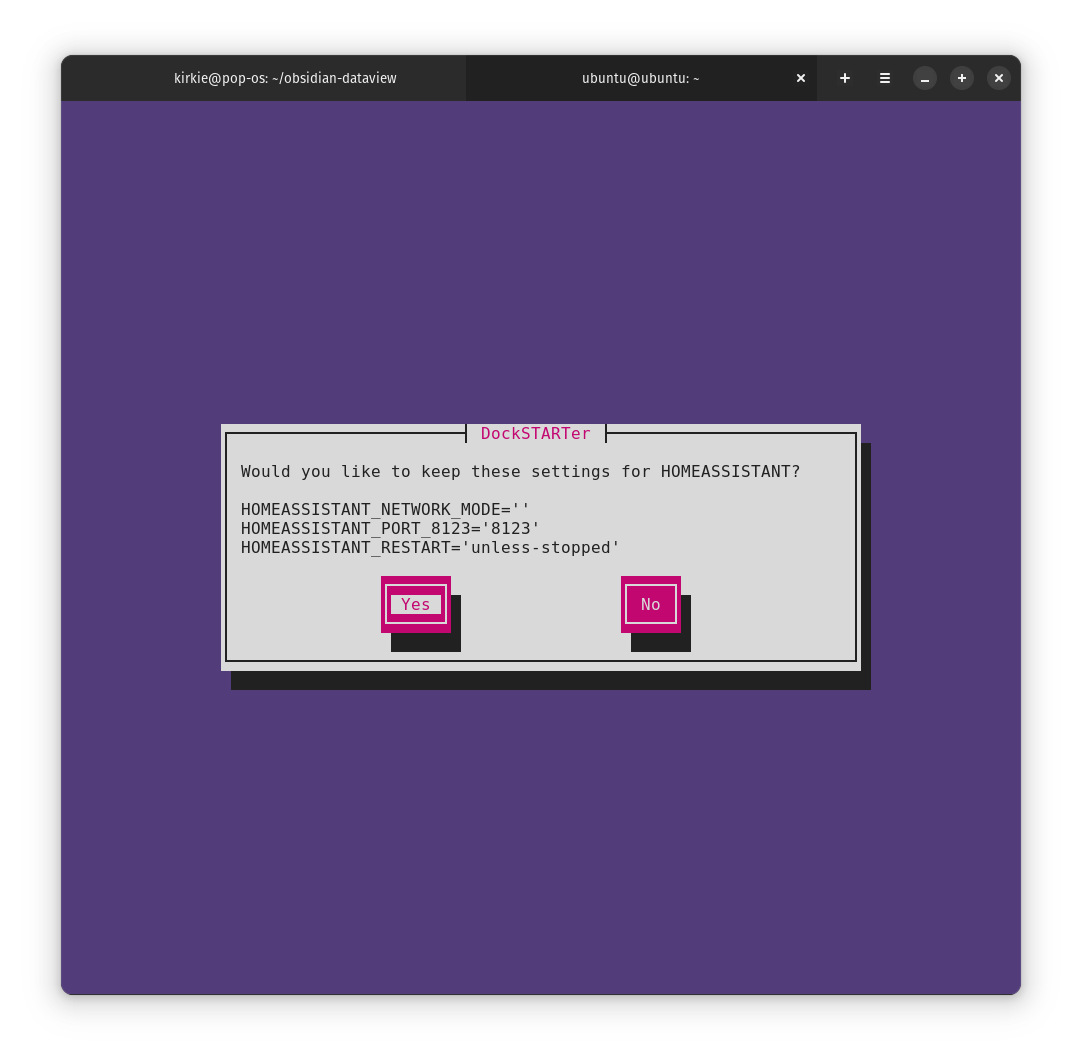 kirkie@pop-os: ~/obsidian-dataview
ubuntu@ubuntu: ~
DockSTARTer
Would you like to keep these settings for HOMEASSISTANT?
HOMEASSISTANT_NETWORK_MODE=''
HOMEASSISTANT_PORT_8123='8123'
HOMEASSISTANT_RESTART='unless-stopped'
Yes No